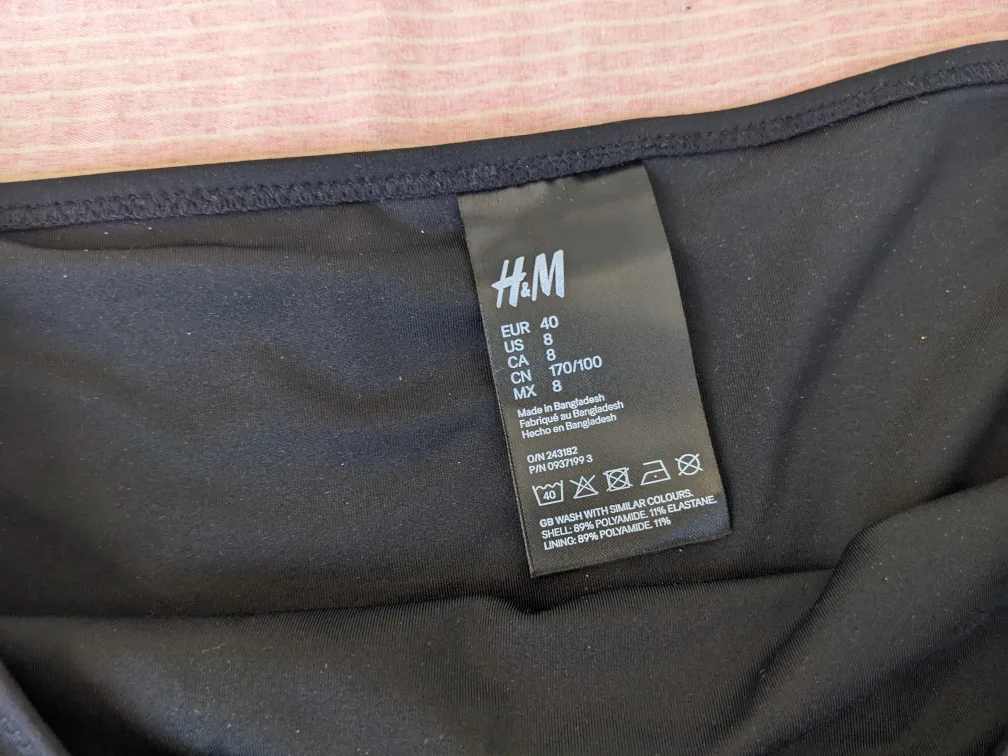 H&M
EUR 40
US 8
CA 8
CN 170/100
MX 8
Made in Bangladesh
Fabriqué au Bangladesh
Hecho en Bangladesh
O/N 243182
P/N 0937199 3
40
GB WASH WITH SIMILAR COLOURS.
SHELL: 89% POLYAMIDE. 11% ELASTANE.
LINING: 89% POLYAMIDE. 11%